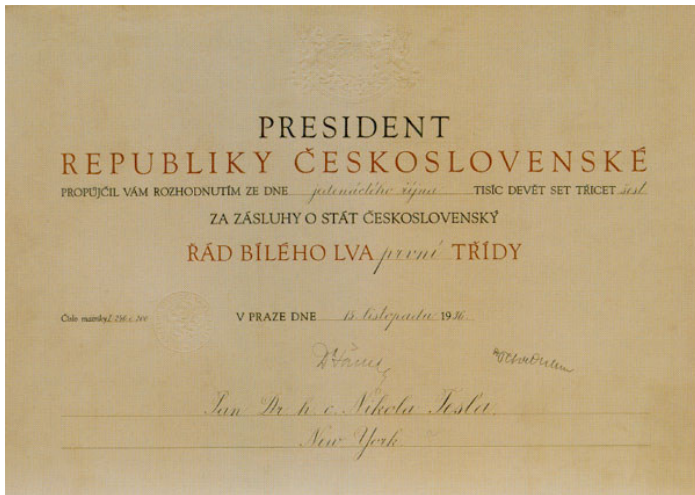 PRESIDENT
REPUBLIKY ČESKOSLOVENSKÉ
PROPŮJČIL VÁM ROZHODNUTÍM ZE DNE jedenáctého října TISÍC DEVĚT SET TŘICET šest
ZA ZÁSLUHY O STÁT ČESKOSLOVENSKÝ
ŘÁD BÍLÉHO LVA první TŘÍDY
Číslo matriky V PRAZE DNE 13. listopadu 1936
Pan Dr. h. c. Nikola Tesla.
New York